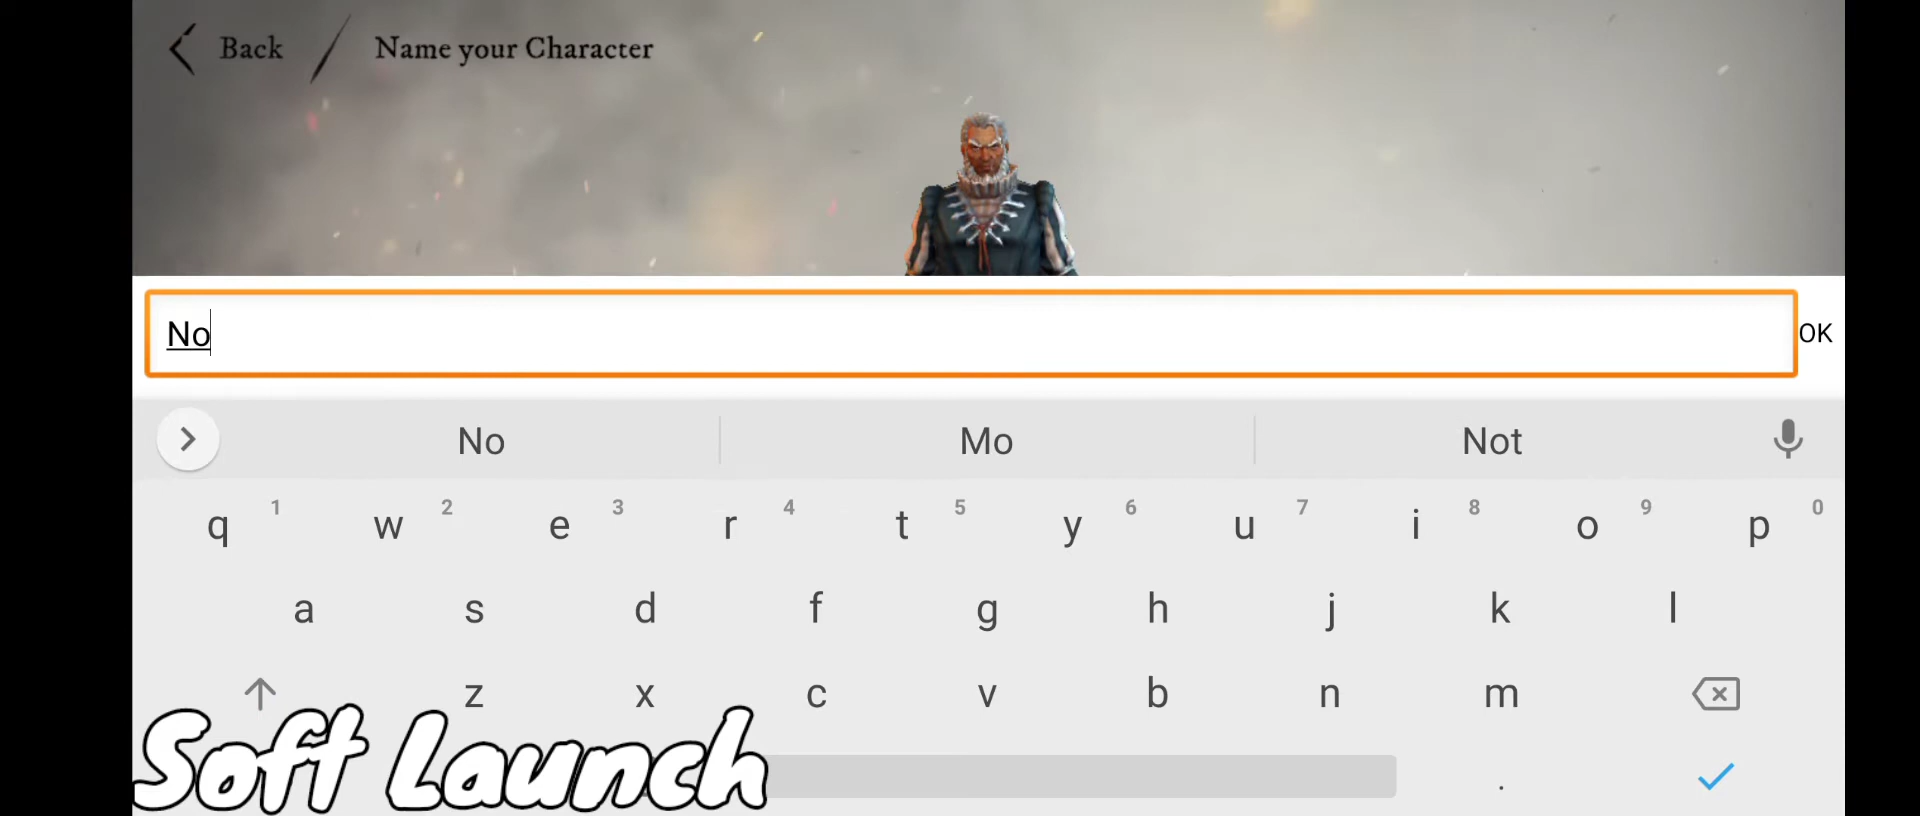 Back / Name your Character
No
OK
No Mo Not
q 1 w 2 e 3 r 4 t 5 y 6 u 7 i 8 o 9 p 0
a s d f g h j k l
z x c v b n m
.
Soft Launch